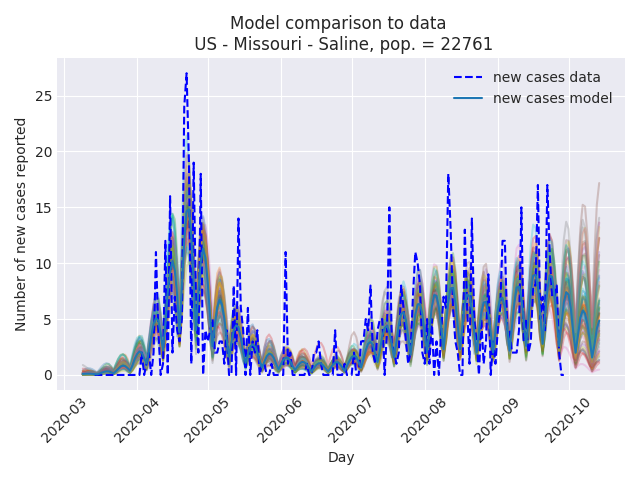 Model comparison to data
US - Missouri - Saline, pop. = 22761
new cases data
new cases model
Number of new cases reported
25
20
15
10
5
0
2020-03
2020-04
2020-05
2020-06
2020-07
2020-08
2020-09
2020-10
Day